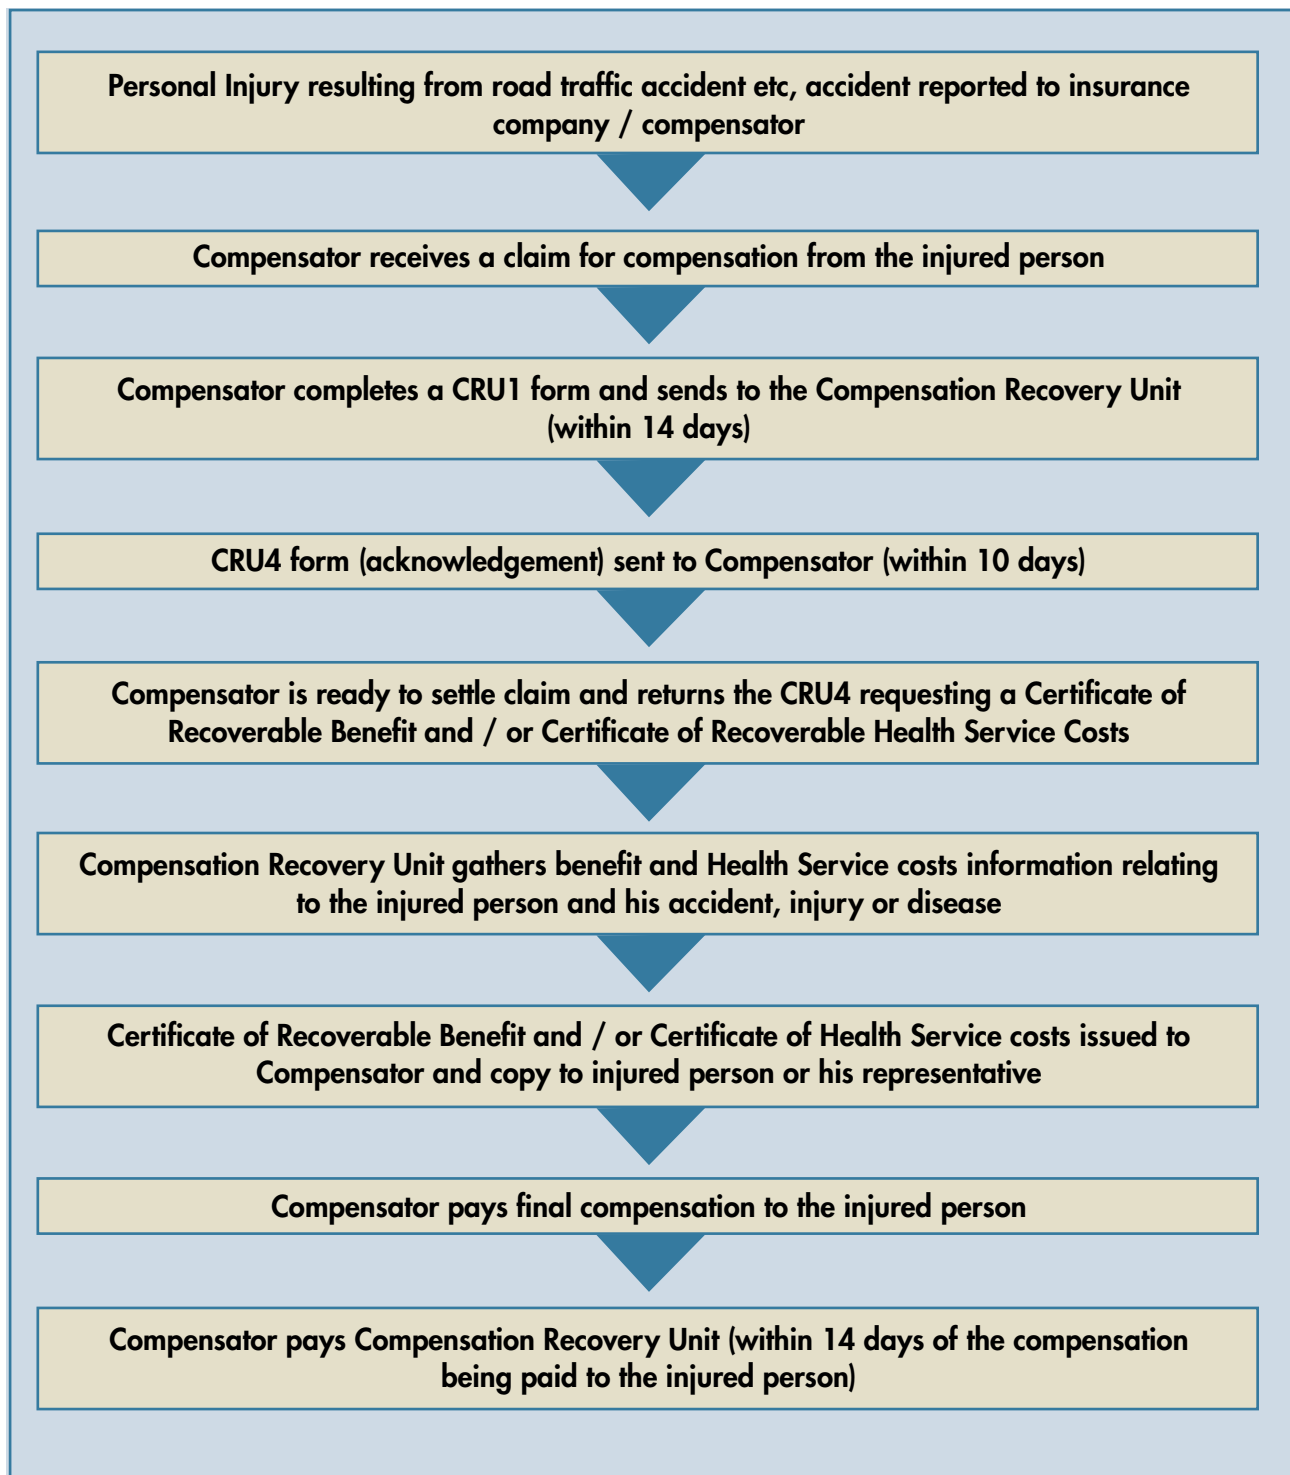 Personal Injury resulting from road traffic accident etc, accident reported to insurance
company / compensator
Compensator receives a claim for compensation from the injured person
Compensator completes a CRU1 form and sends to the Compensation Recovery Unit
(within 14 days)
CRU4 form (acknowledgement) sent to Compensator (within 10 days)
Compensator is ready to settle claim and returns the CRU4 requesting a Certificate of
Recoverable Benefit and / or Certificate of Recoverable Health Service Costs
Compensation Recovery Unit gathers benefit and Health Service costs information relating
to the injured person and his accident, injury or disease
Certificate of Recoverable Benefit and / or Certificate of Health Service costs issued to
Compensator and copy to injured person or his representative
Compensator pays final compensation to the injured person
Compensator pays Compensation Recovery Unit (within 14 days of the compensation
being paid to the injured person)